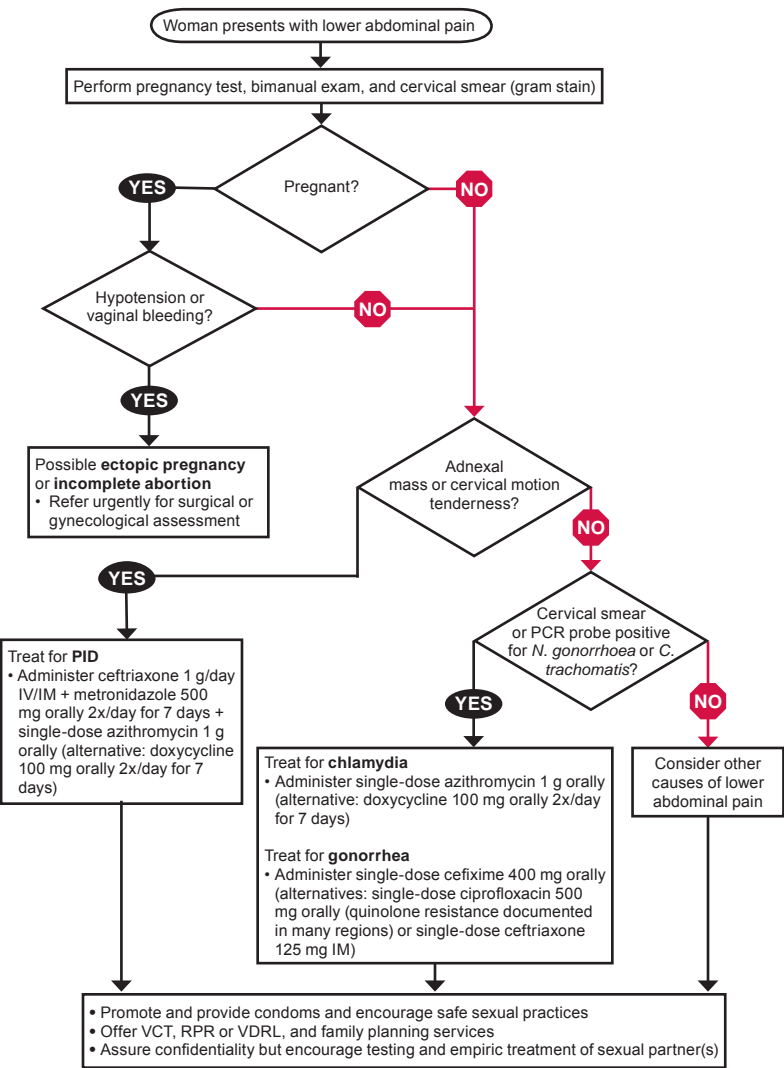 Woman presents with lower abdominal pain
Perform pregnancy test, bimanual exam, and cervical smear (gram stain)
Pregnant?
YES
NO
Hypotension or
vaginal bleeding?
NO
YES
Possible ectopic pregnancy
or incomplete abortion
• Refer urgently for surgical or
gynecological assessment
Adnexal
mass or cervical motion
tenderness?
NO
YES
Cervical smear
or PCR probe positive
for N. gonorrhoea or C.
trachomatis?
YES
NO
Treat for PID
• Administer ceftriaxone 1 g/day
IV/IM + metronidazole 500
mg orally 2x/day for 7 days +
single-dose azithromycin 1 g
orally (alternative: doxycycline
100 mg orally 2x/day for 7
days)
Treat for chlamydia
• Administer single-dose azithromycin 1 g orally
(alternative: doxycycline 100 mg orally 2x/day
for 7 days)
Treat for gonorrhea
• Administer single-dose cefixime 400 mg orally
(alternatives: single-dose ciprofloxacin 500
mg orally (quinolone resistance documented
in many regions) or single-dose ceftriaxone
125 mg IM)
Consider other
causes of lower
abdominal pain
• Promote and provide condoms and encourage safe sexual practices
• Offer VCT, RPR or VDRL, and family planning services
• Assure confidentiality but encourage testing and empiric treatment of sexual partner(s)